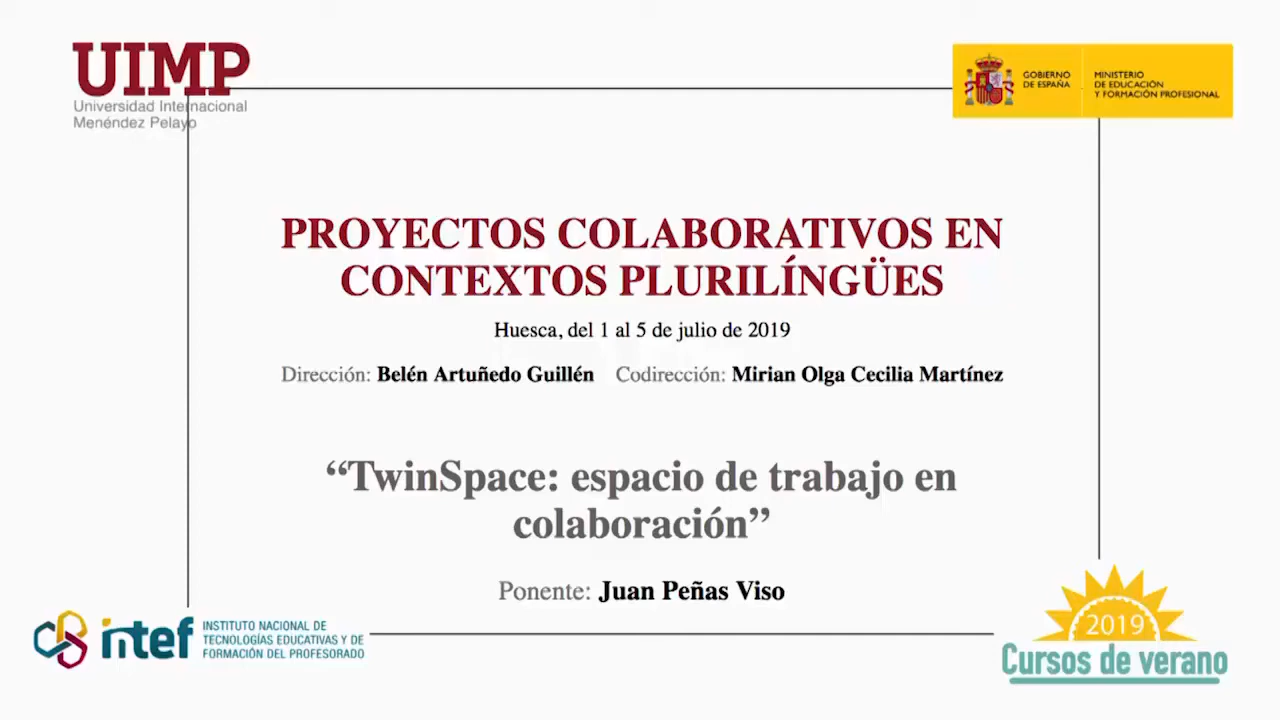 UIMP
Universidad Internacional
Menéndez Pelayo
GOBIERNO
DE ESPAÑA
MINISTERIO
DE EDUCACIÓN
Y FORMACIÓN PROFESIONAL
PROYECTOS COLABORATIVOS EN
CONTEXTOS PLURILÍNGÜES
Huesca, del 1 al 5 de julio de 2019
Dirección: Belén Artuñedo Guillén Codirección: Mirian Olga Cecilia Martínez
“TwinSpace: espacio de trabajo en
colaboración”
Ponente: Juan Peñas Viso
intef
INSTITUTO NACIONAL DE
TECNOLOGÍAS EDUCATIVAS Y DE
FORMACIÓN DEL PROFESORADO
2019
Cursos de verano